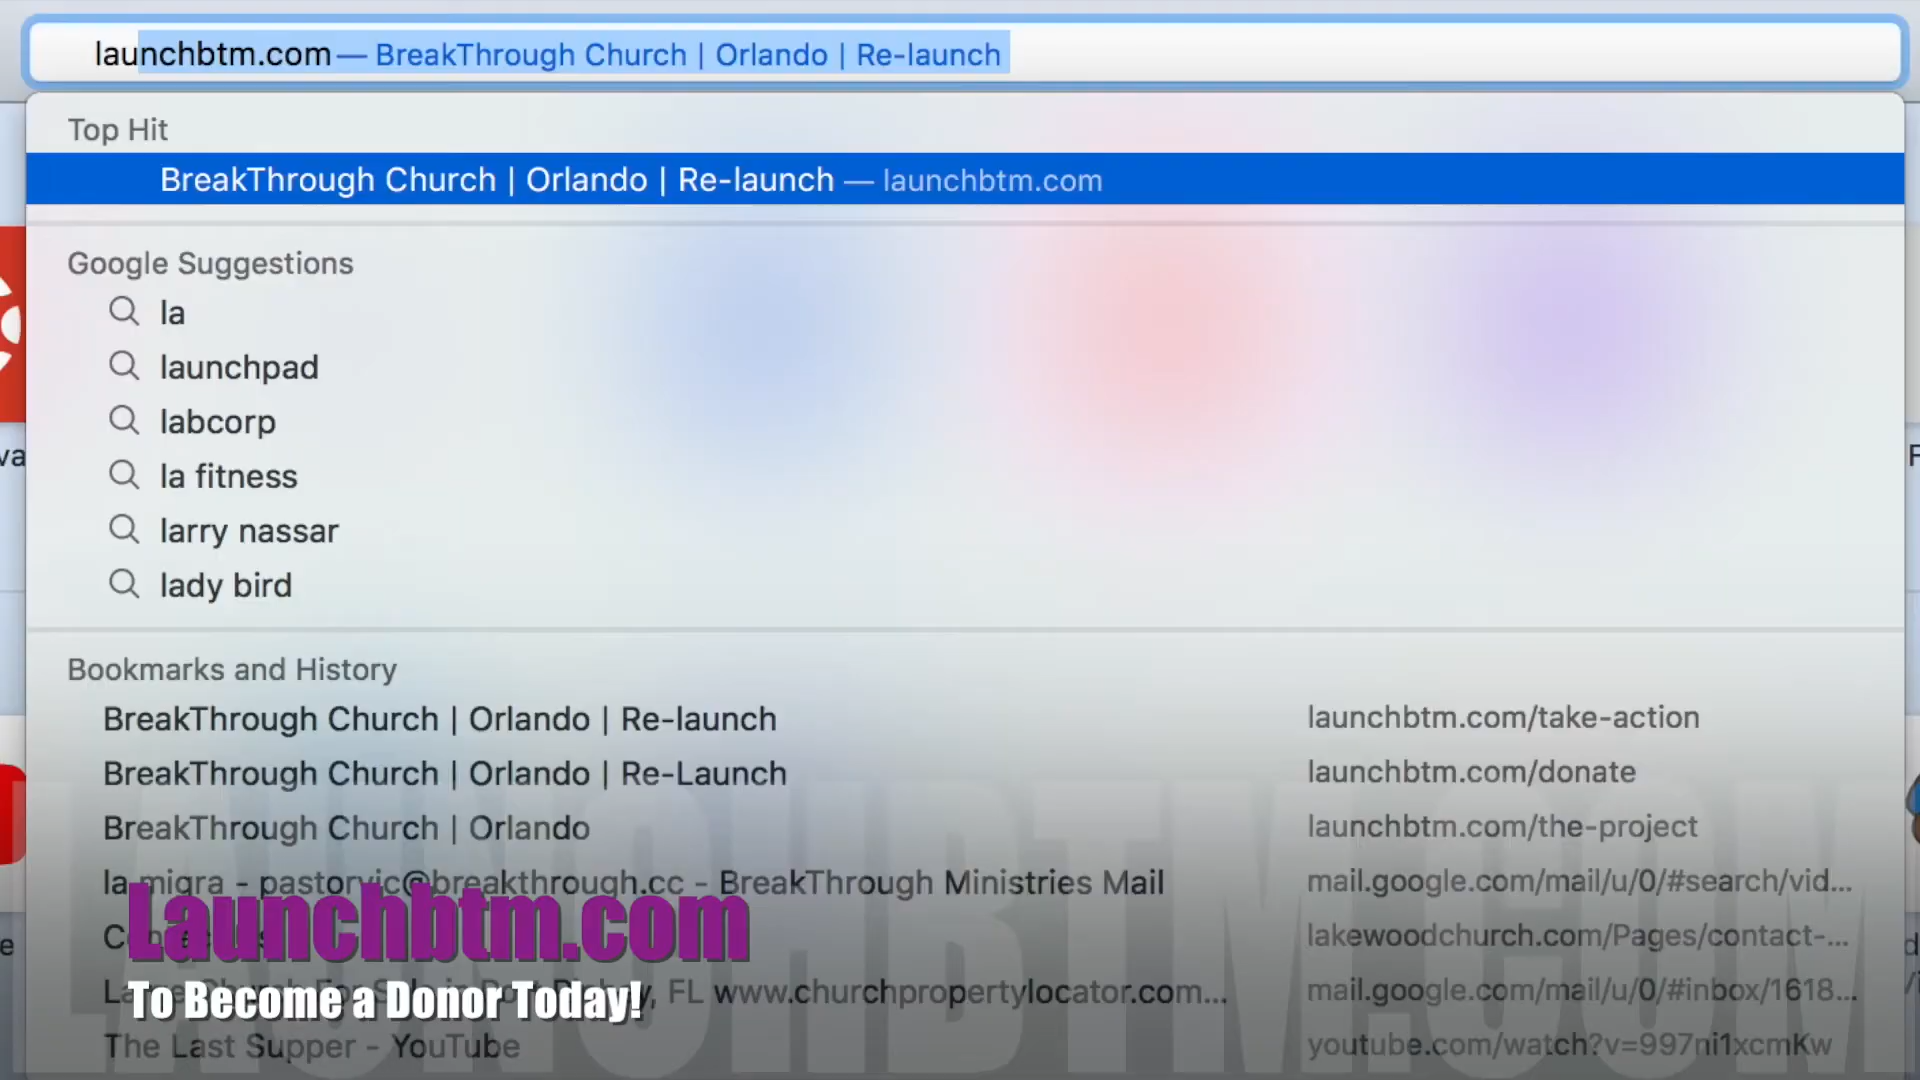 launchbtm.com — BreakThrough Church | Orlando | Re-launch
Top Hit
BreakThrough Church | Orlando | Re-launch — launchbtm.com
Google Suggestions
la
launchpad
labcorp
la fitness
larry nassar
lady bird
Bookmarks and History
BreakThrough Church | Orlando | Re-launch launchbtm.com/take-action
BreakThrough Church | Orlando | Re-Launch launchbtm.com/donate
BreakThrough Church | Orlando launchbtm.com/the-project
la migra - pastorvic@breakthrough.cc - BreakThrough Ministries Mail mail.google.com/mail/u/0/#search/vid...
lakewoodchurch.com/Pages/contact-...
Launchbtm.com
FL www.churchpropertylocator.com... mail.google.com/mail/u/0/#inbox/1618...
To Become a Donor Today!
The Last Supper - YouTube youtube.com/watch?v=997ni1xcmKw
LAUNCHBTM.COM